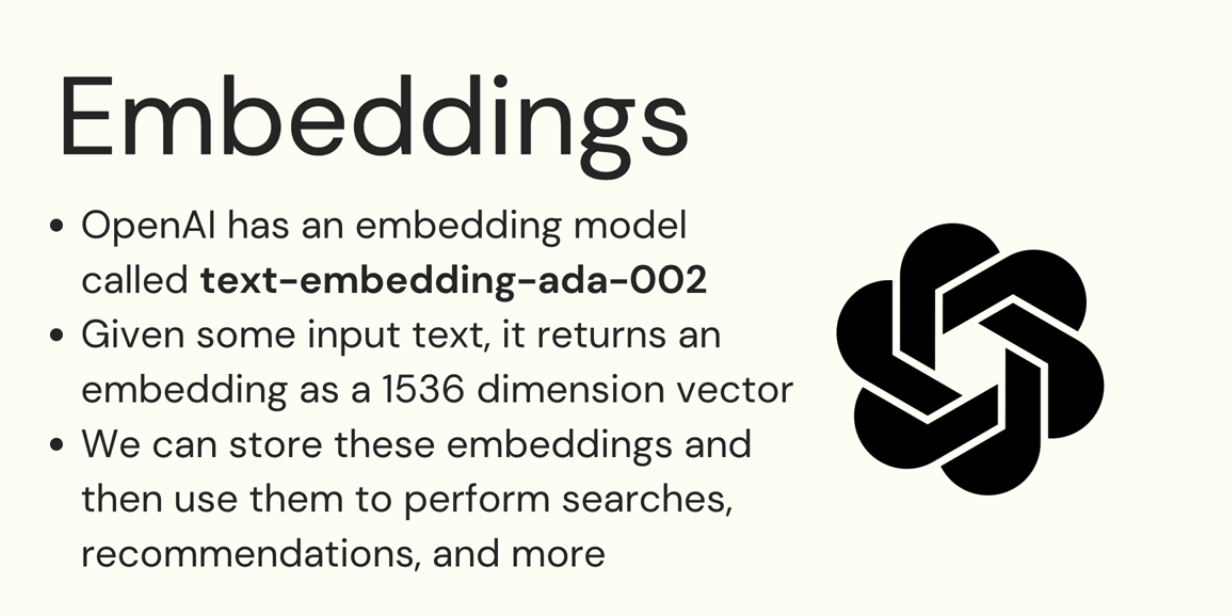 Embeddings
• OpenAI has an embedding model
called text-embedding-ada-002
• Given some input text, it returns an
embedding as a 1536 dimension vector
• We can store these embeddings and
then use them to perform searches,
recommendations, and more